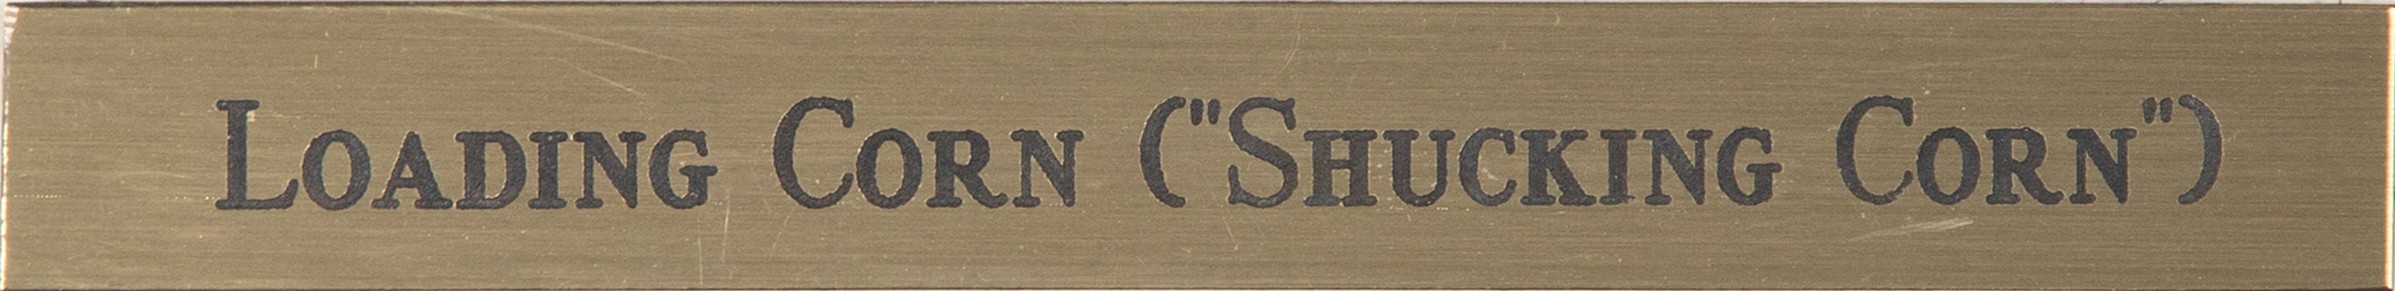 Loading Corn ("Shucking Corn")